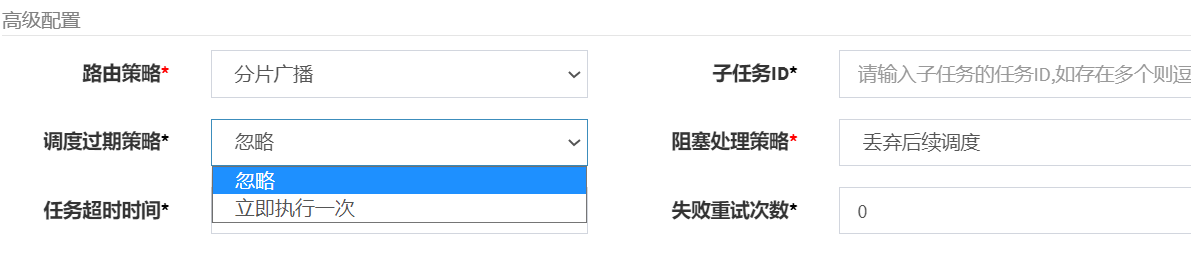 高级配置
路由策略* 分片广播 子任务ID* 请输入子任务的任务ID,如存在多个则逗
调度过期策略* 忽略 阻塞处理策略* 丢弃后续调度
忽略
任务超时时间* 立即执行一次 失败重试次数* 0